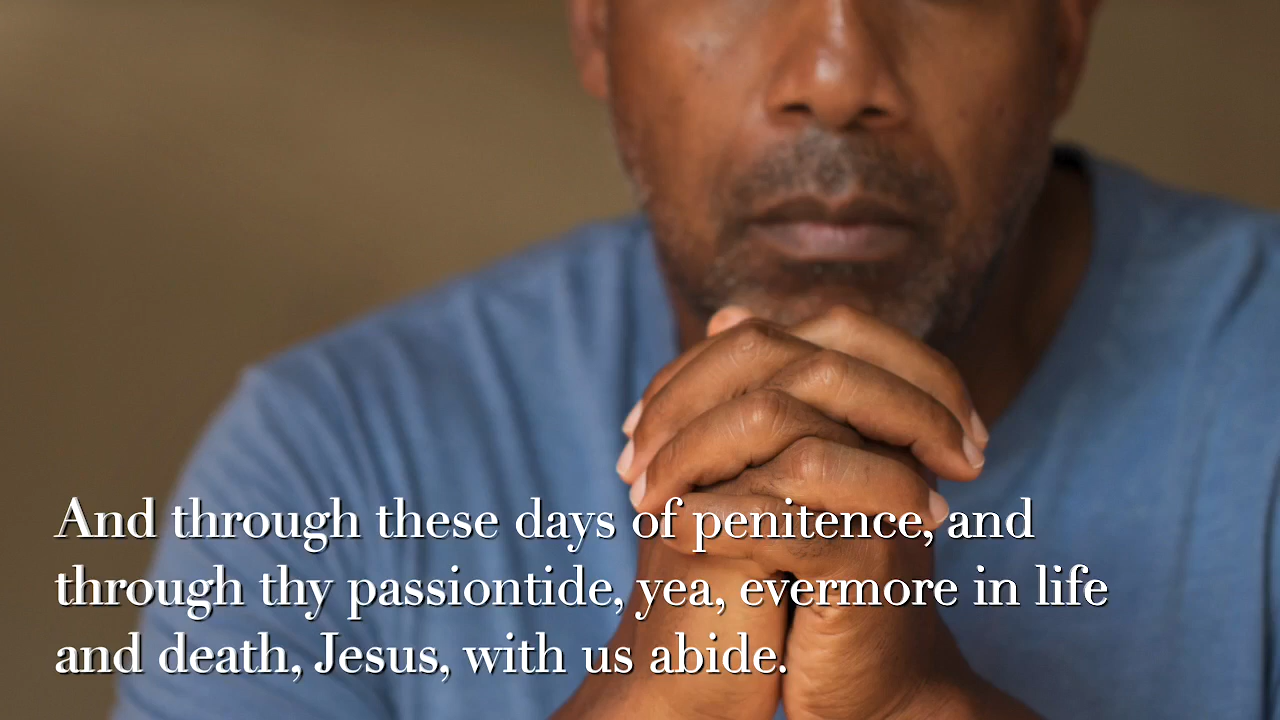 And through these days of penitence, and
through thy passiontide, yea, evermore in life
and death, Jesus, with us abide.